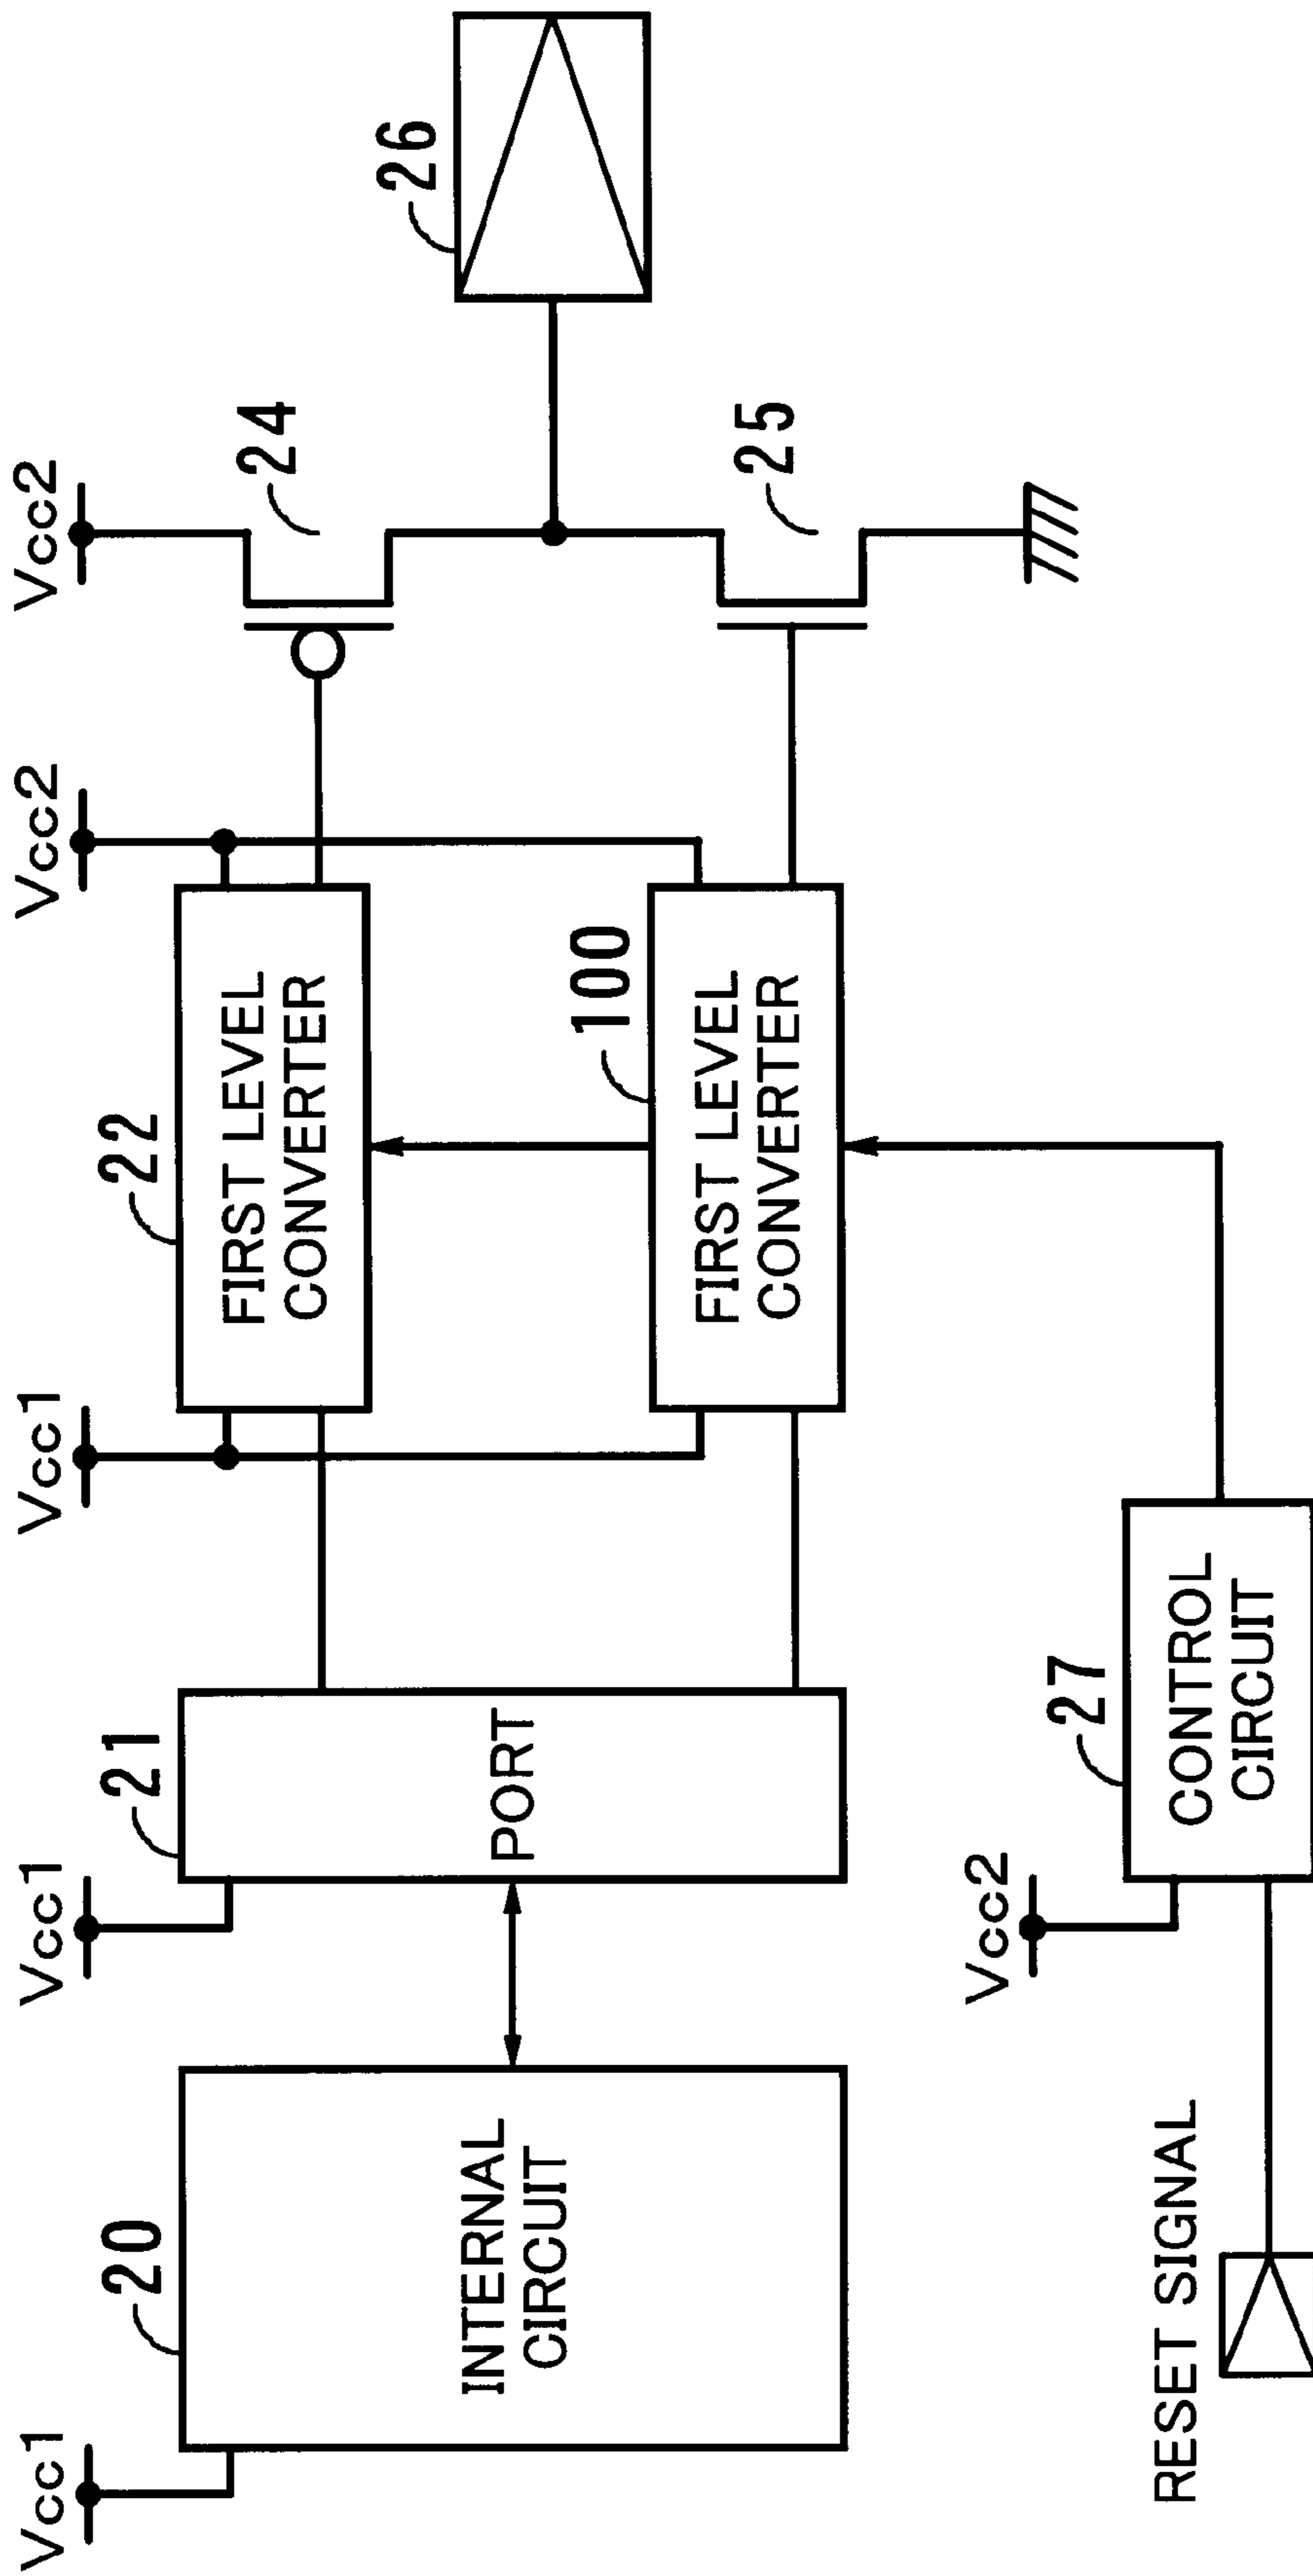 Vcc1
20
INTERNAL
CIRCUIT
Vcc1
21
PORT
Vcc1
22
FIRST LEVEL
CONVERTER
Vcc2
100
FIRST LEVEL
CONVERTER
Vcc2
24
25
26
RESET SIGNAL
Vcc2
27
CONTROL
CIRCUIT